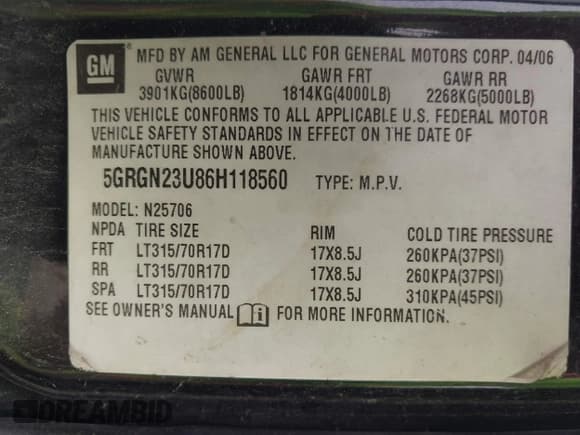 GM
MFD BY AM GENERAL LLC FOR GENERAL MOTORS CORP. 04/06
GVWR GAWR FRT GAWR RR
3901KG(8600LB) 1814KG(4000LB) 2268KG(5000LB)
THIS VEHICLE CONFORMS TO ALL APPLICABLE U.S. FEDERAL MOTOR
VEHICLE SAFETY STANDARDS IN EFFECT ON THE DATE OF
MANUFACTURE SHOWN ABOVE.
5GRGN23U86H118560 TYPE: M.P.V.
MODEL: N25706
NPDA TIRE SIZE RIM COLD TIRE PRESSURE
FRT LT315/70R17D 17X8.5J 260KPA(37PSI)
RR LT315/70R17D 17X8.5J 260KPA(37PSI)
SPA LT315/70R17D 17X8.5J 310KPA(45PSI)
SEE OWNER'S MANUAL i FOR MORE INFORMATION.
DREAMBID